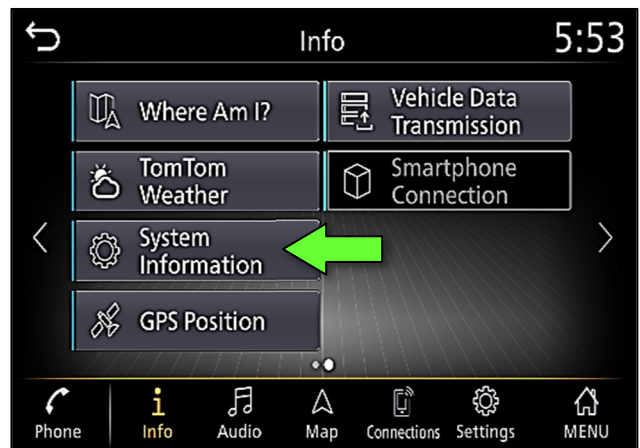 Info
5:53
Where Am I?
Vehicle Data
Transmission
TomTom
Weather
Smartphone
Connection
System
Information
GPS Position
Phone
Info
Audio
Map
Connections
Settings
MENU